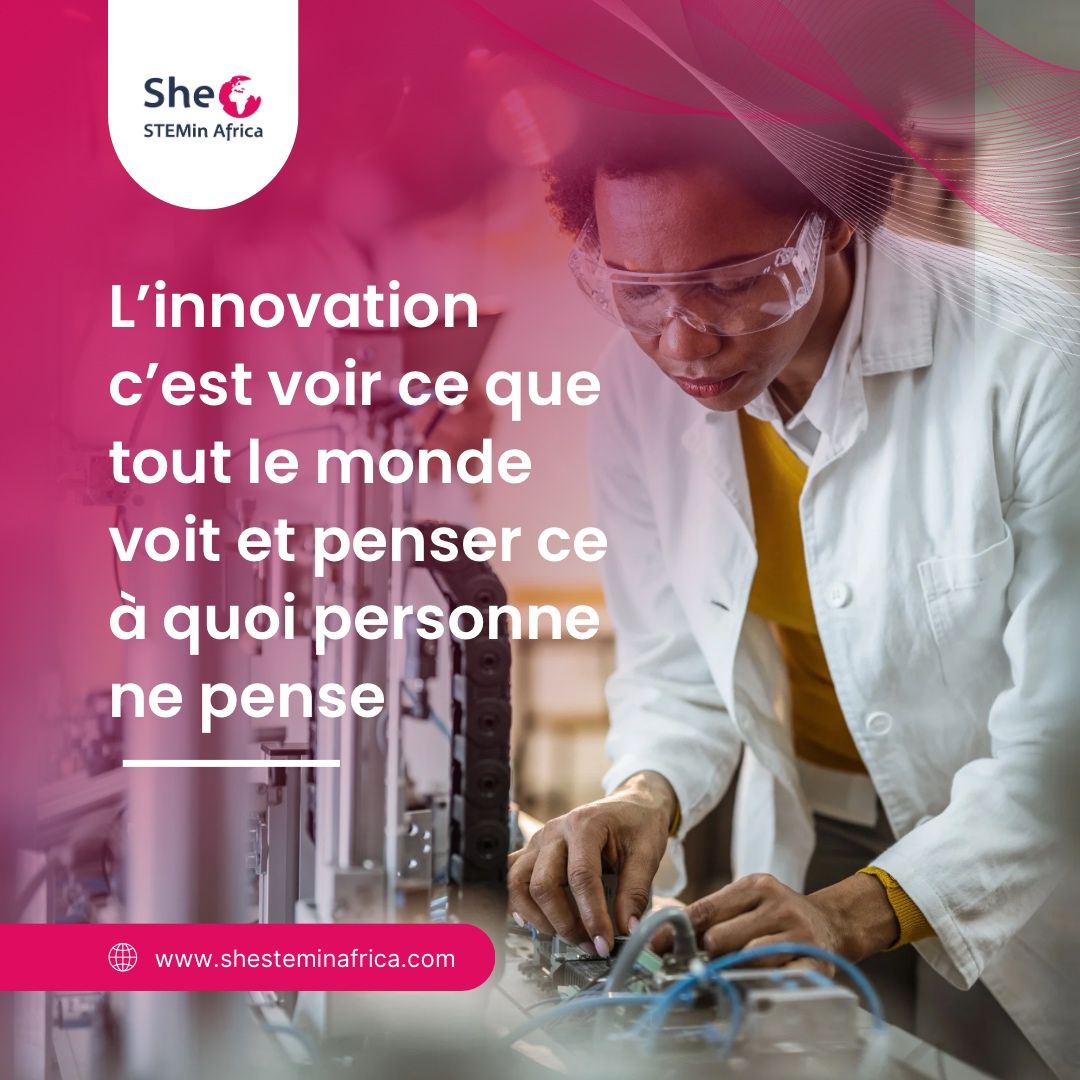 She
STEMin Africa
L’innovation
c’est voir ce que
tout le monde
voit et penser ce
à quoi personne
ne pense
www.shesteminafrica.com